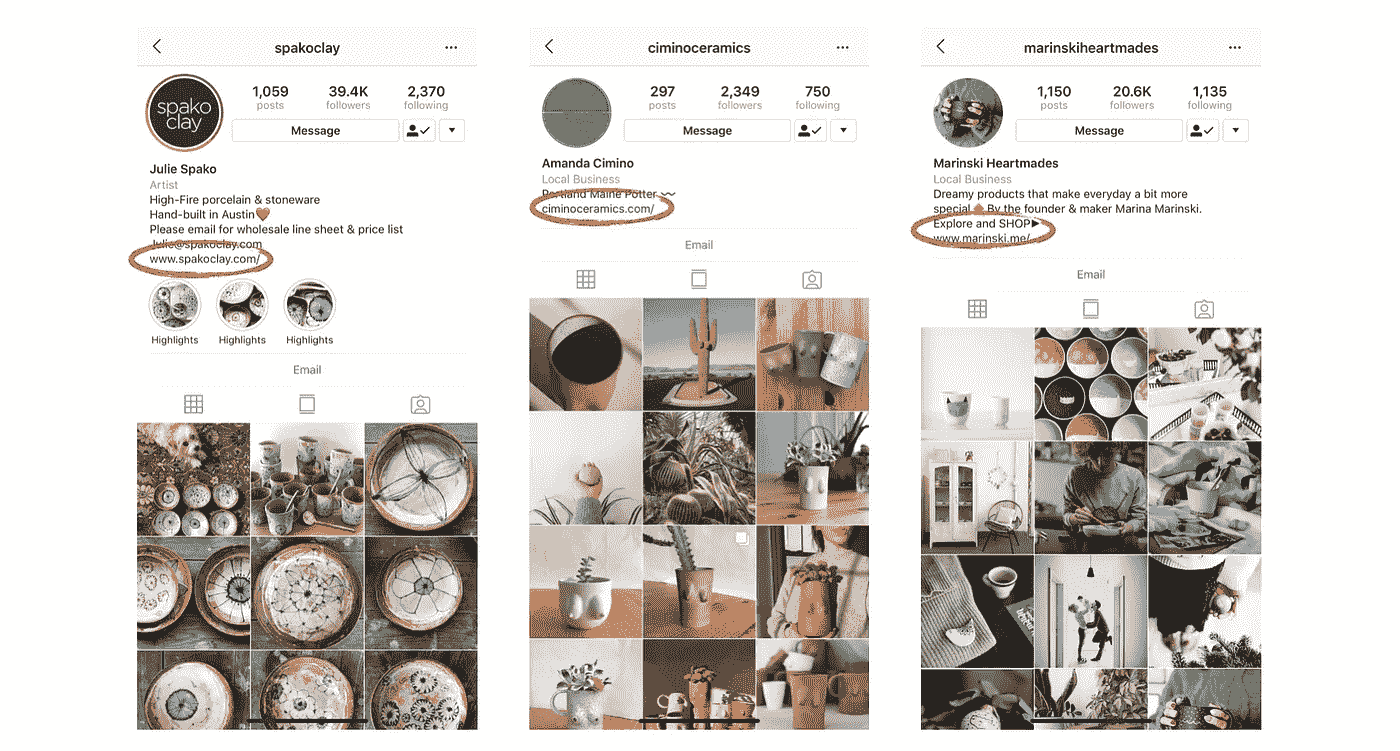 spakoclay
...
spako
clay
1,059 39.4K 2,370
posts followers following
Message
Julie Spako
Artist
High-Fire porcelain & stoneware
Hand-built in Austin🧡
Please email for wholesale line sheet & price list
Julie@spakoclay.com
www.spakoclay.com/
Highlights Highlights Highlights
Email
ciminoceramics
...
297 2,349 750
posts followers following
Message
Amanda Cimino
Local Business
Portland Maine Potter 〰
ciminoceramics.com/
Email
marinskiheartmades
...
1,150 20.6K 1,135
posts followers following
Message
Marinski Heartmades
Local Business
Dreamy products that make everyday a bit more
special By the founder & maker Marina Marinski.
Explore and SHOP▶
www.marinski.me/
Email